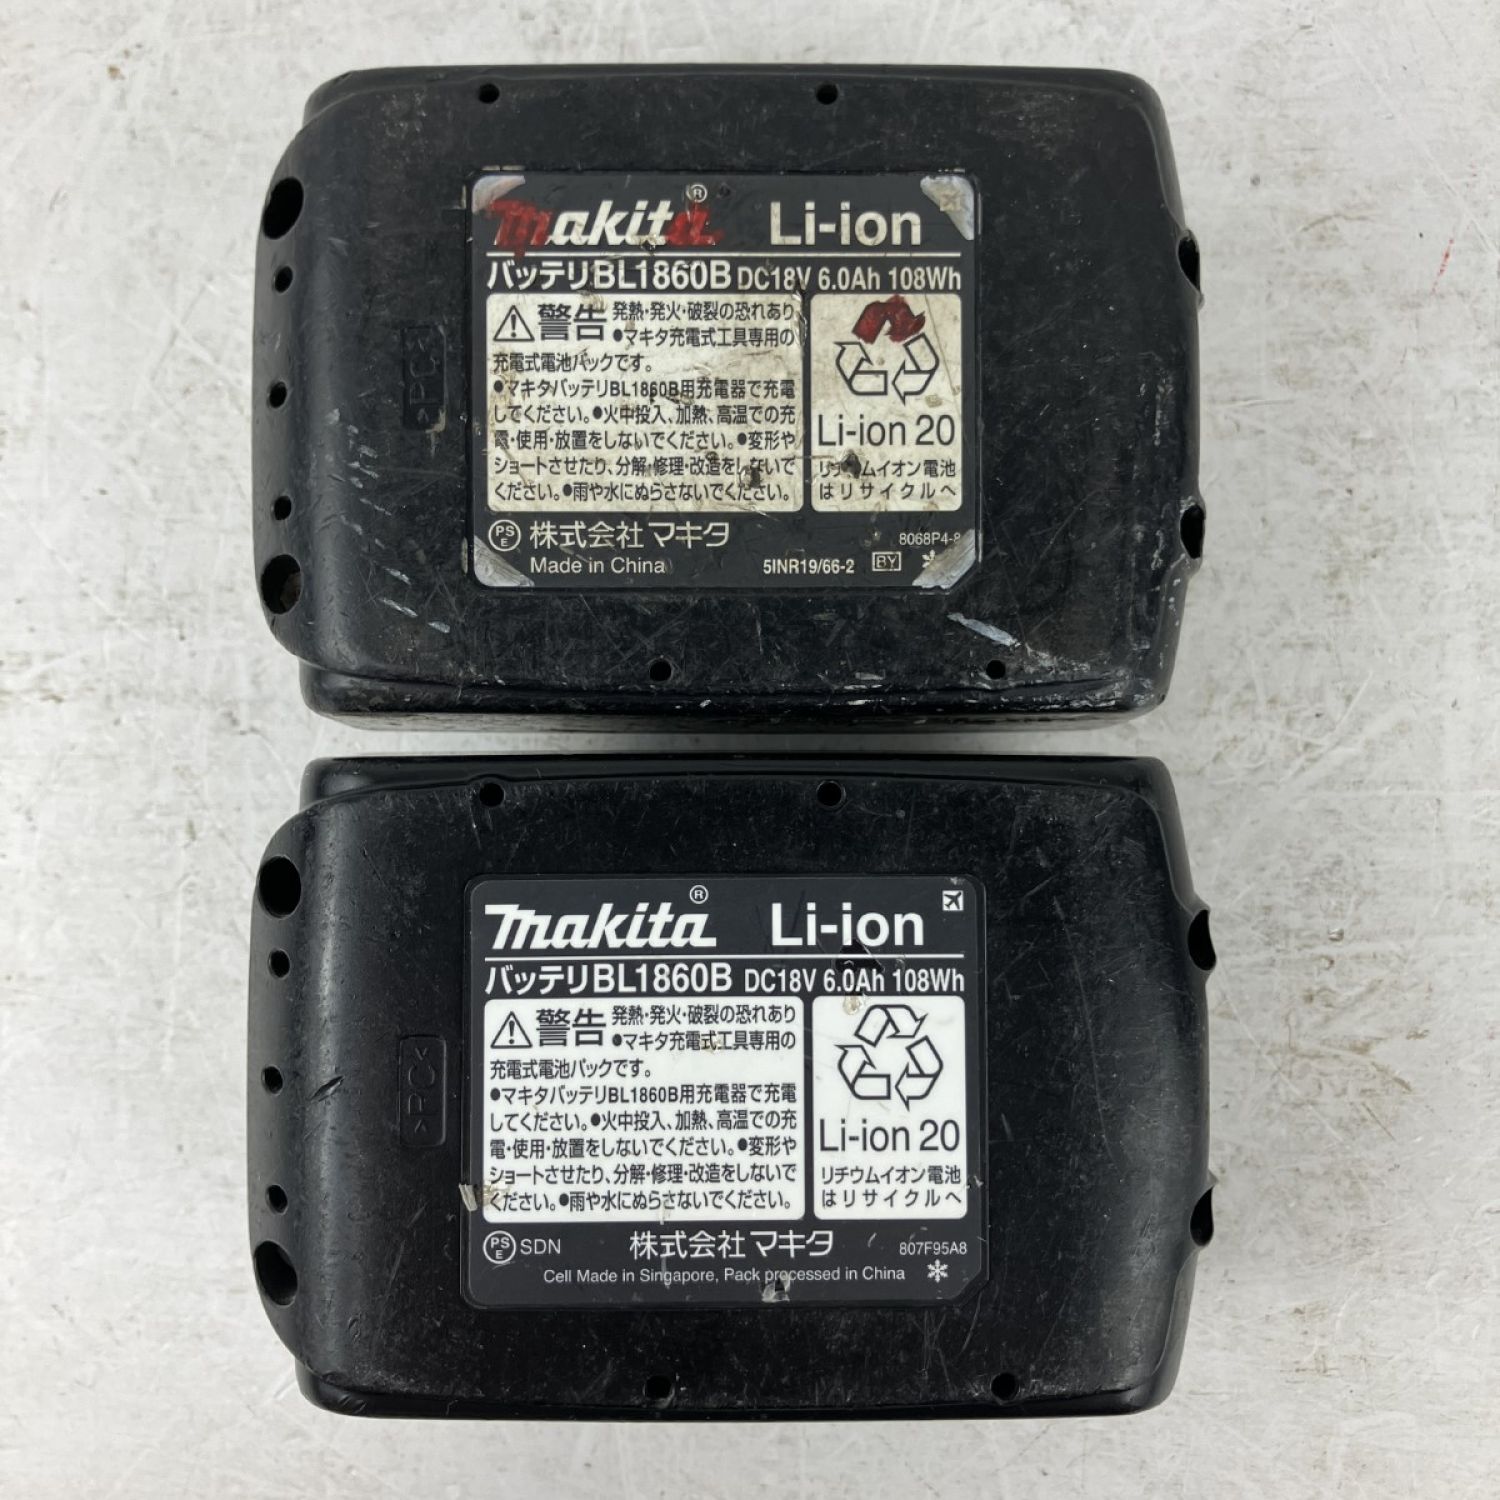 makita® Li-ion
バッテリBL1860B DC18V 6.0Ah 108Wh
警告 発熱・発火・破裂の恐れあり
●マキタ充電式工具専用の
充電式電池パックです。
●マキタバッテリBL1860B用充電器で充電
してください。●火中投入、加熱、高温での充
電・使用・放置をしないでください。●変形や
ショートさせたり、分解・修理・改造をしないで
ください。●雨や水にぬらさないでください。
Li-ion 20
リチウムイオン電池
はリサイクルへ
PSE 株式会社マキタ 8068P4-8
Made in China 5INR19/66-2 BY
>PC<
makita® Li-ion
バッテリBL1860B DC18V 6.0Ah 108Wh
警告 発熱・発火・破裂の恐れあり
●マキタ充電式工具専用の
充電式電池パックです。
●マキタバッテリBL1860B用充電器で充電
してください。●火中投入、加熱、高温での充
電・使用・放置をしないでください。●変形や
ショートさせたり、分解・修理・改造をしないで
ください。●雨や水にぬらさないでください。
Li-ion 20
リチウムイオン電池
はリサイクルへ
PSE SDN 株式会社マキタ 807F95A8
Cell Made in Singapore, Pack processed in China
>PC<